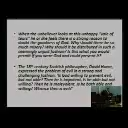 • When the unbeliever looks at this unhappy "vale of
tears" he or she feels there is a strong reason to
doubt the goodness of God. Why should there be so
much misery? Why should it be distributed in such a
seemingly unjust fashion? Is this what you would
permit if you were God and could prevent it?
• The 18th century Scottish philosopher, David Hume,
expressed the problem of evil in the following
challenging fashion. 'Is God willing to prevent evil,
but not able? Then he is impotent. Is he able but not
willing? Then he is malevolent. Is he both able and
willing? Whence then is evil?'